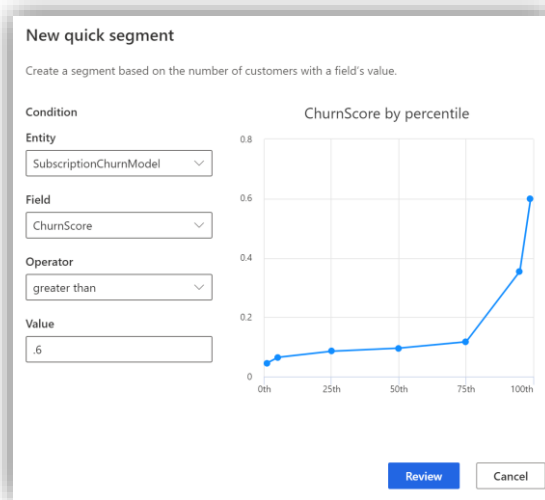 New quick segment
Create a segment based on the number of customers with a field's value.
Condition
Entity
SubscriptionChurnModel
Field
ChurnScore
Operator
greater than
Value
.6
ChurnScore by percentile
0.8
0.6
0.4
0.2
0
0th 25th 50th 75th 100th
Review Cancel